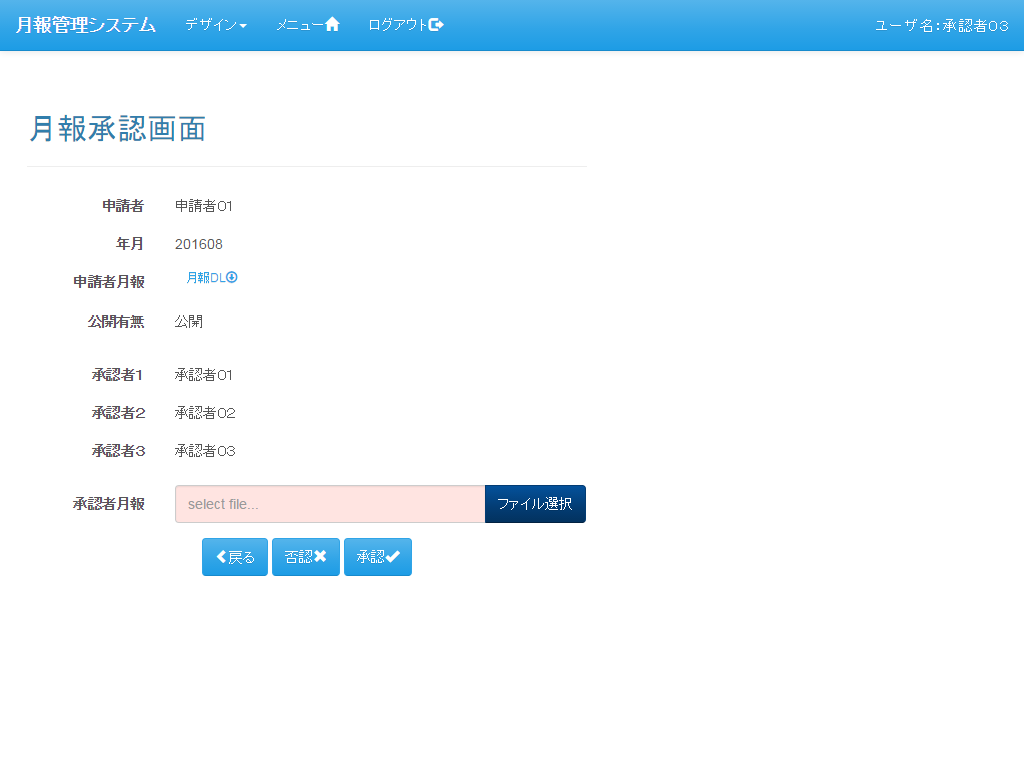 月報管理システム デザイン メニュー ログアウト ユーザ名:承認者03
月報承認画面
申請者 申請者01
年月 201608
申請者月報 月報DL
公開有無 公開
承認者1 承認者01
承認者2 承認者02
承認者3 承認者03
承認者月報 select file... ファイル選択
戻る 否認 承認